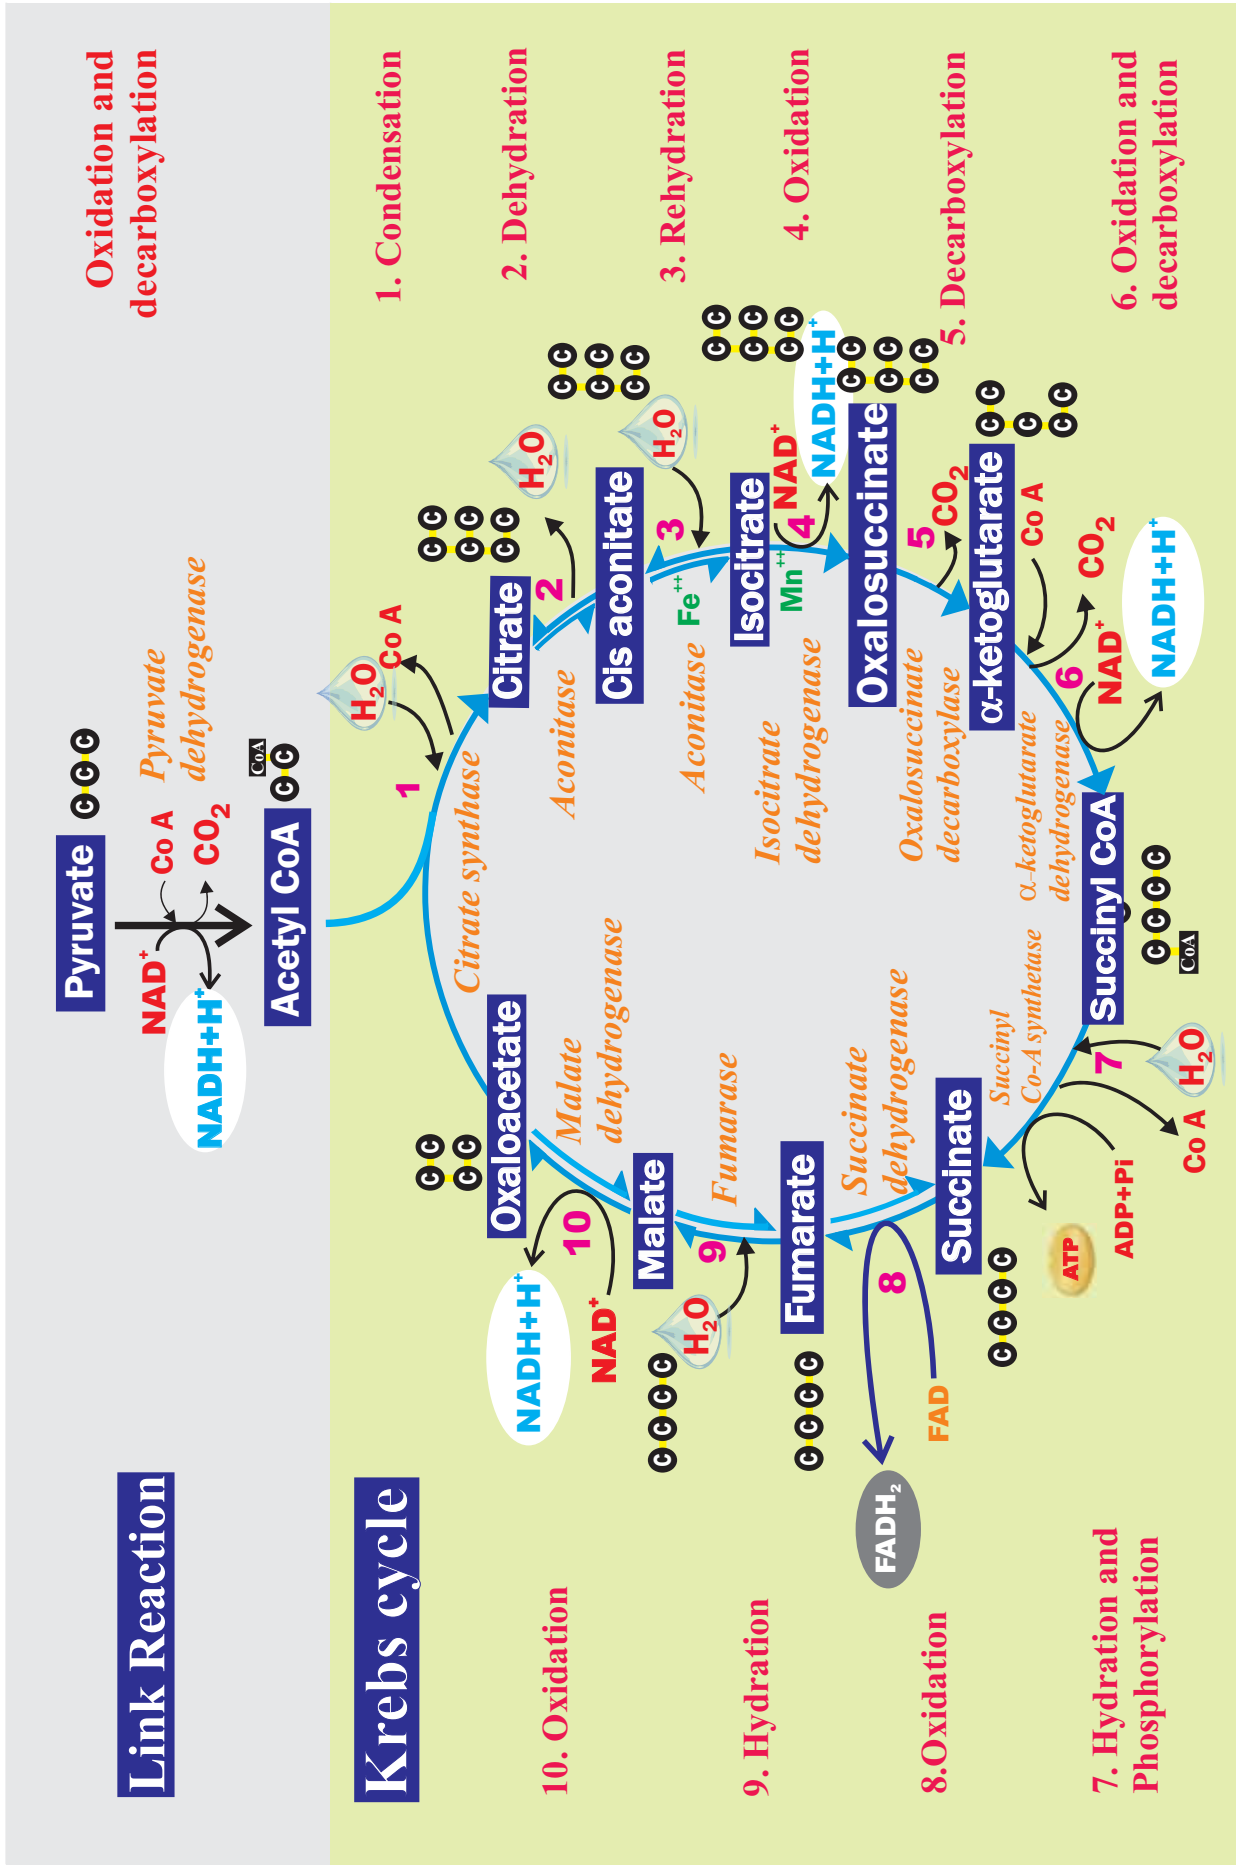 Link Reaction
Pyruvate
C C C
Oxidation and
decarboxylation
NAD+
Co A
Pyruvate
dehydrogenase
NADH+H+
CO2
Acetyl CoA
CoA
C C
Krebs cycle
H2O
Co A
1
1. Condensation
Citrate synthase
C C
C C
Oxaloacetate
Citrate
C C
C C
C C
2
H2O
2. Dehydration
NADH+H+
10
10. Oxidation
NAD+
Malate
dehydrogenase
Aconitase
Cis aconitate
C C
C C
C C
H2O
3
3. Rehydration
Malate
C C C C
H2O
9
9. Hydration
Fumarase
Aconitase
Fe++
Isocitrate
C C
C C
C C
NAD+
4
4. Oxidation
Mn++
NADH+H+
Fumarate
C C C C
Isocitrate
dehydrogenase
Oxalosuccinate
C C
C C
C C
8
8.Oxidation
FADH2
FAD
Succinate
dehydrogenase
Oxalosuccinate
decarboxylase
5
CO2
5. Decarboxylation
Succinate
C C C C
α-ketoglutarate
C C
C
C C
Co A
Succinyl
Co-A synthetase
α-ketoglutarate
dehydrogenase
6
CO2
NAD+
NADH+H+
6. Oxidation and
decarboxylation
ATP
ADP+Pi
Succinyl CoA
C C C C
CoA
7
H2O
Co A
7. Hydration and
Phosphorylation